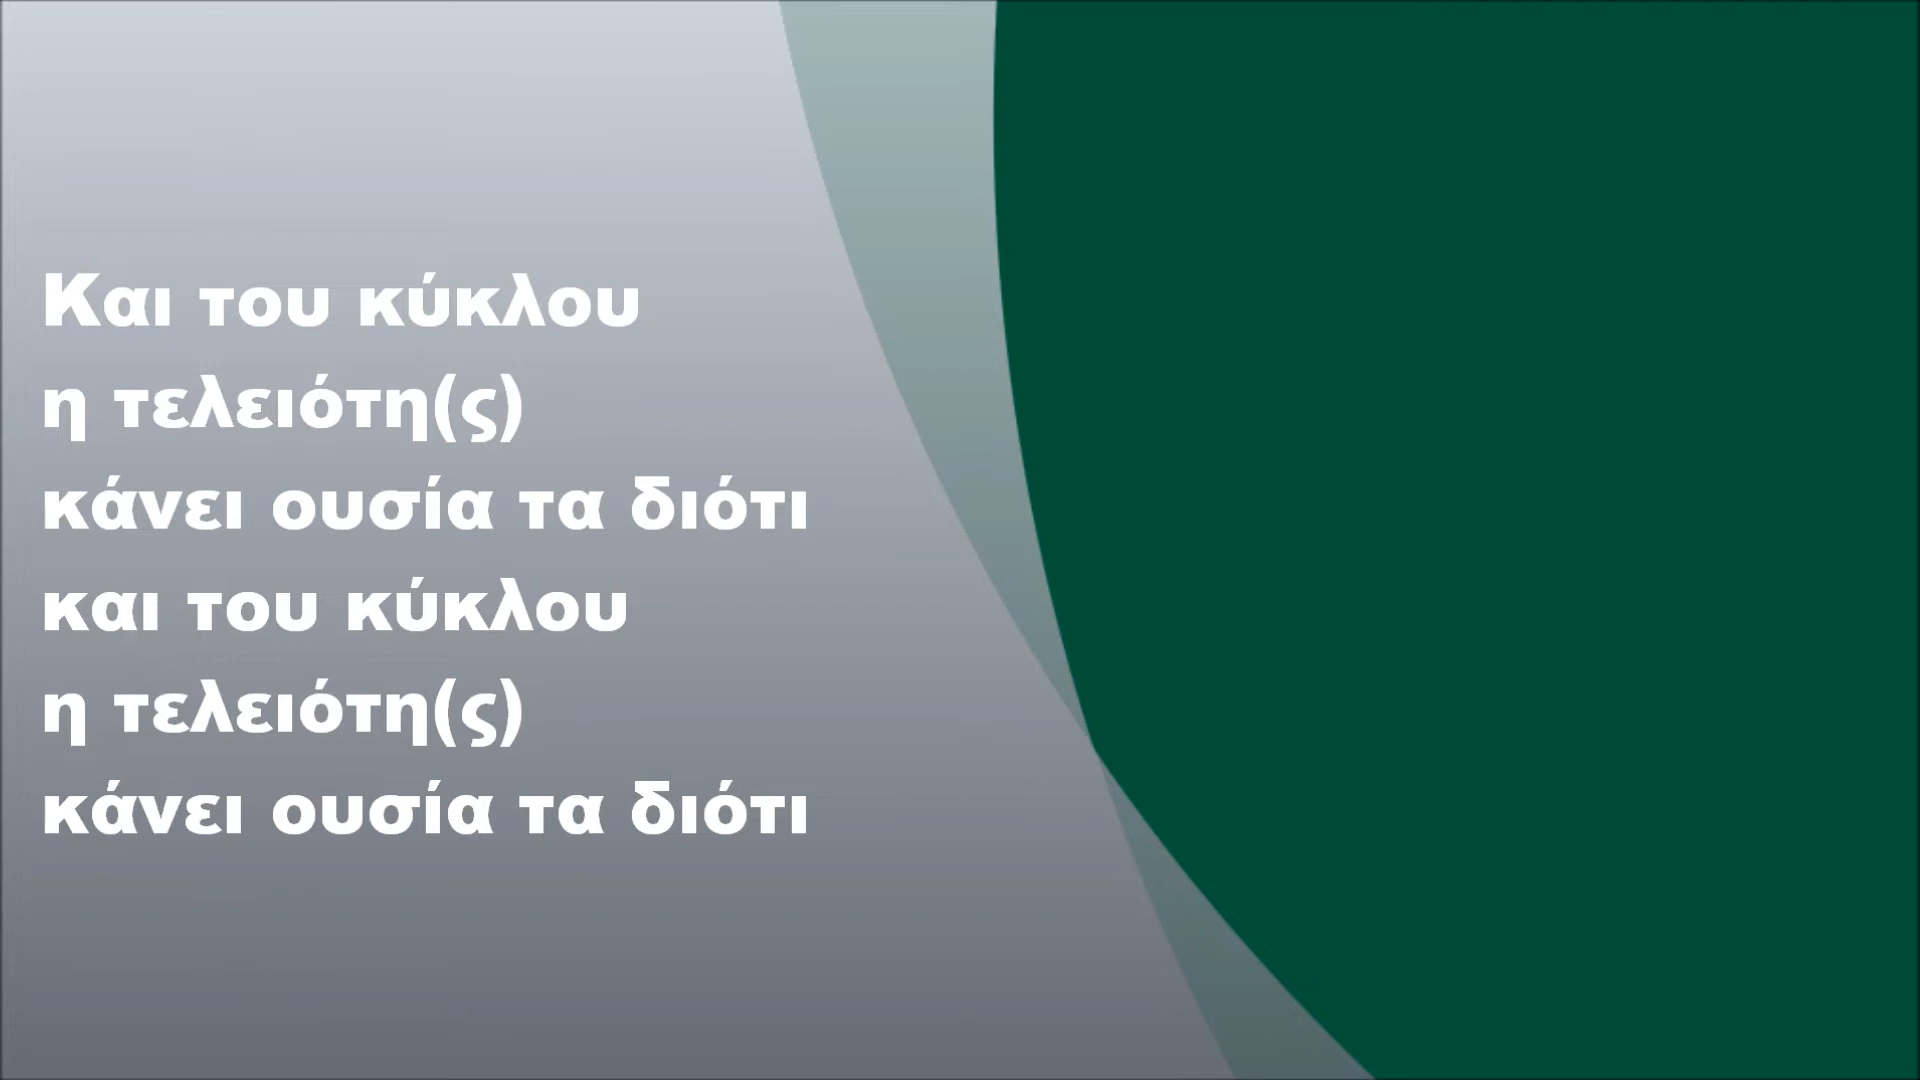 Και του κύκλου
η τελειότη(ς)
κάνει ουσία τα διότι
και του κύκλου
η τελειότη(ς)
κάνει ουσία τα διότι